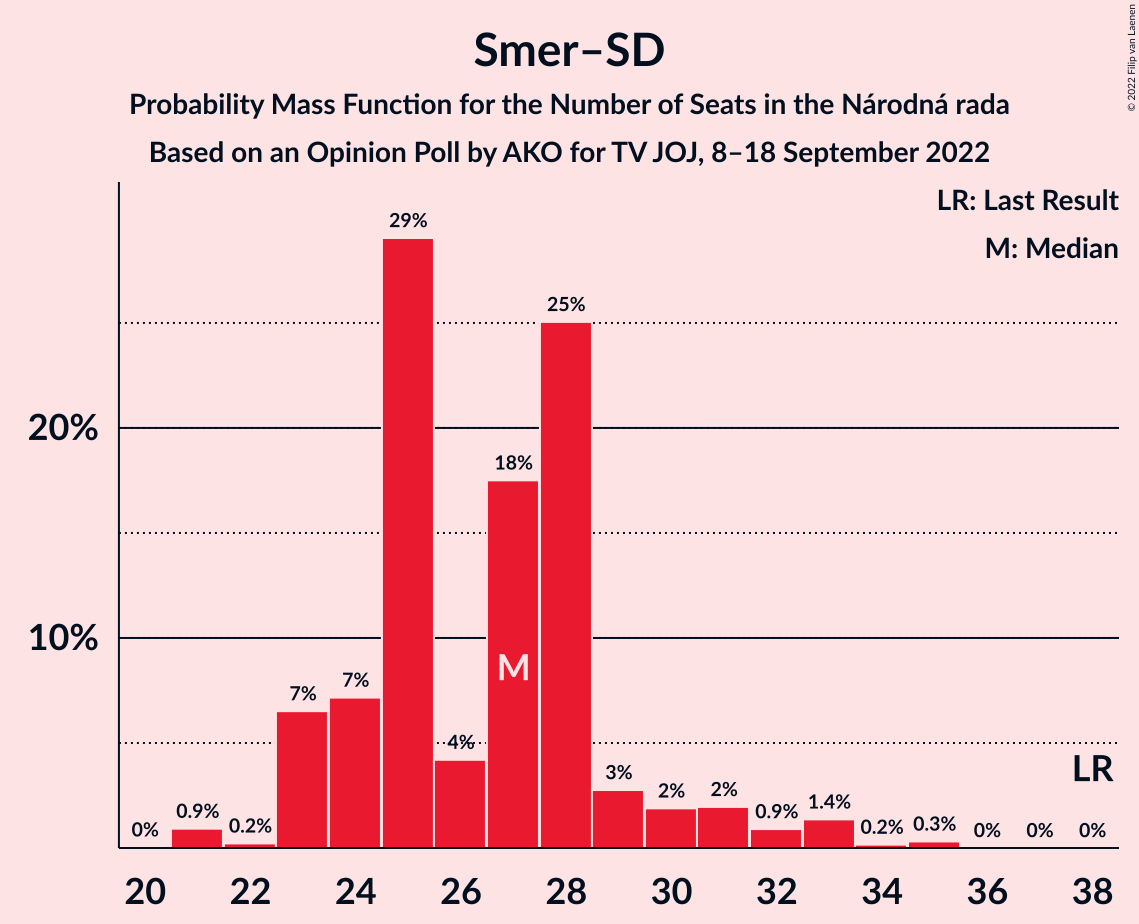 Smer–SD
Probability Mass Function for the Number of Seats in the Národná rada
Based on an Opinion Poll by AKO for TV JOJ, 8–18 September 2022
© 2022 Filip van Laenen
LR: Last Result
M: Median
20%
10%
0%
0.9%
0.2%
7%
7%
29%
4%
18%
25%
3%
2%
2%
0.9%
1.4%
0.2%
0.3%
0%
0%
0%
M
LR
20 22 24 26 28 30 32 34 36 38